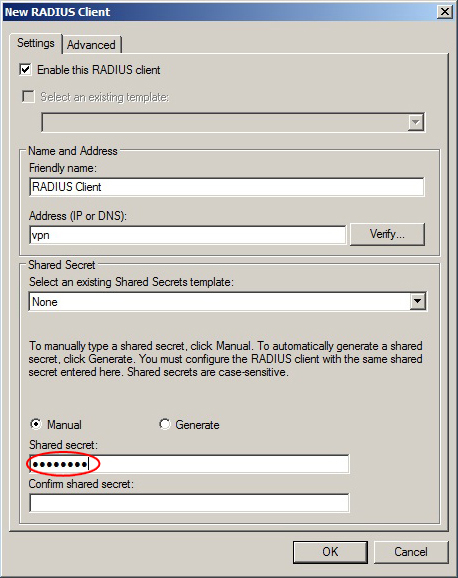 New RADIUS Client
Settings
Advanced
Enable this RADIUS client
Select an existing template:
Name and Address
Friendly name:
RADIUS Client
Address (IP or DNS):
vpn
Verify...
Shared Secret
Select an existing Shared Secrets template:
None
To manually type a shared secret, click Manual. To automatically generate a shared
secret, click Generate. You must configure the RADIUS client with the same shared
secret entered here. Shared secrets are case-sensitive.
Manual
Generate
Shared secret:
●●●●●●●●
Confirm shared secret:
OK
Cancel